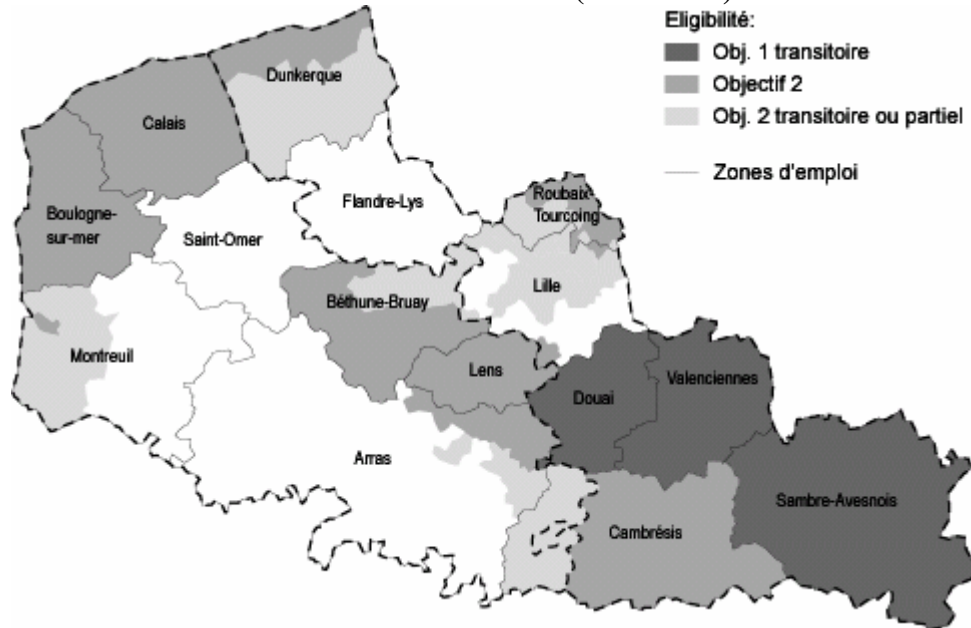 Eligibilité:
Obj. 1 transitoire
Objectif 2
Obj. 2 transitoire ou partiel
Zones d'emploi
Dunkerque
Calais
Flandre-Lys
Roubaix-
Tourcoing
Boulogne-
sur-mer
Saint-Omer
Lille
Béthune-Bruay
Montreuil
Lens
Douai
Valenciennes
Arras
Cambrésis
Sambre-Avesnois